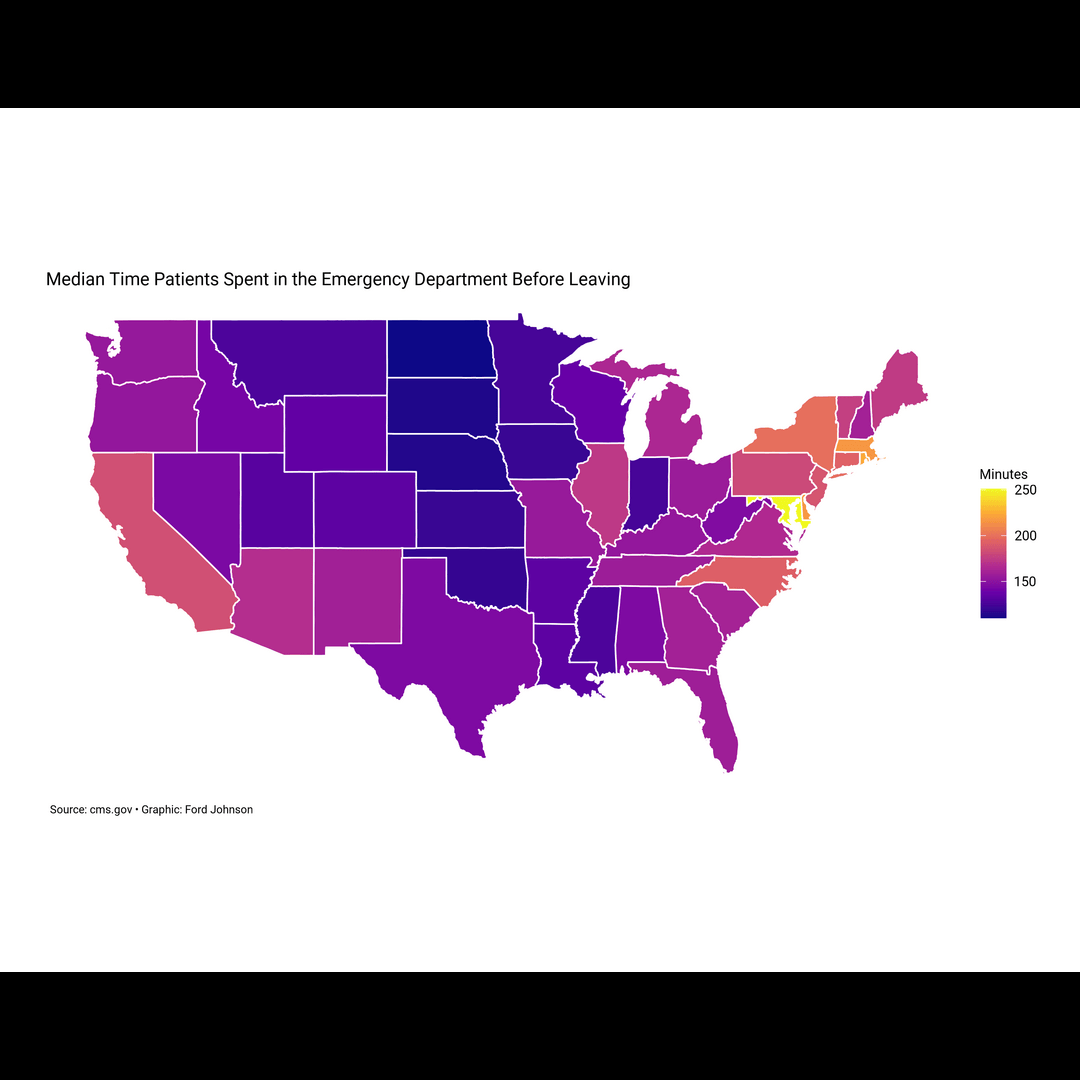 Median Time Patients Spent in the Emergency Department Before Leaving
Minutes
250
200
150
Source: cms.gov • Graphic: Ford Johnson